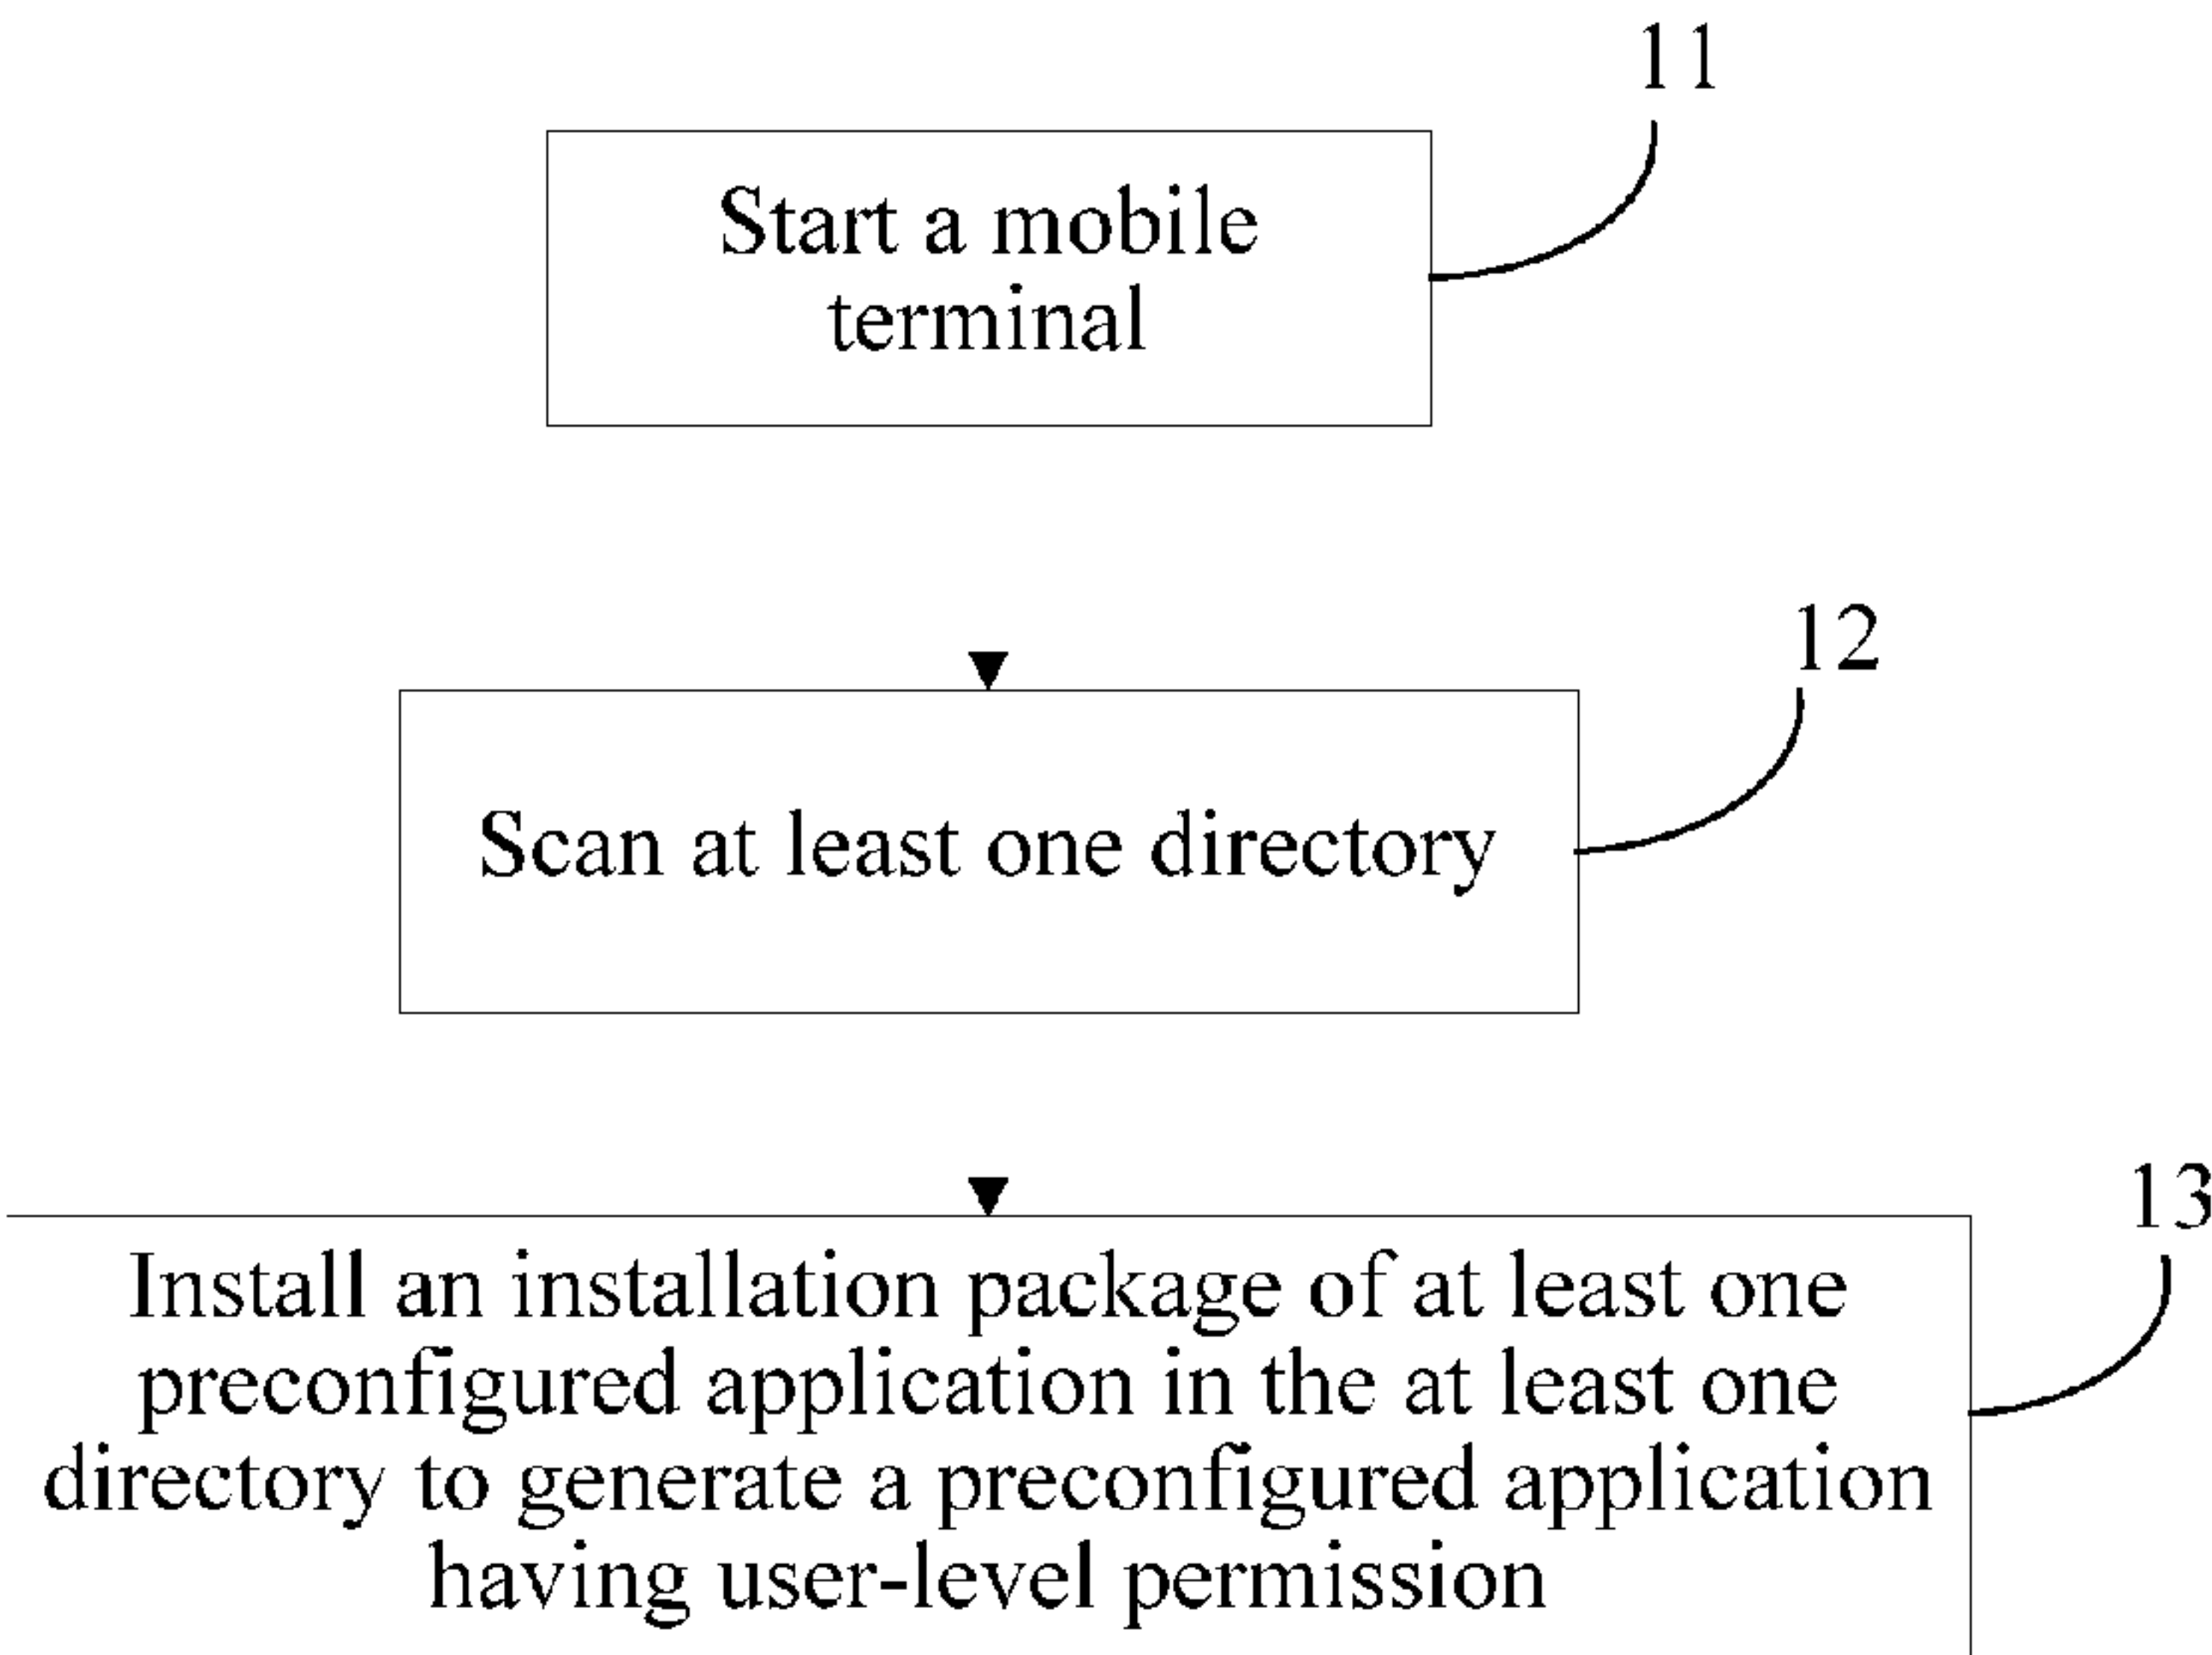 11
Start a mobile
terminal
12
Scan at least one directory
13
Install an installation package of at least one
preconfigured application in the at least one
directory to generate a preconfigured application
having user-level permission